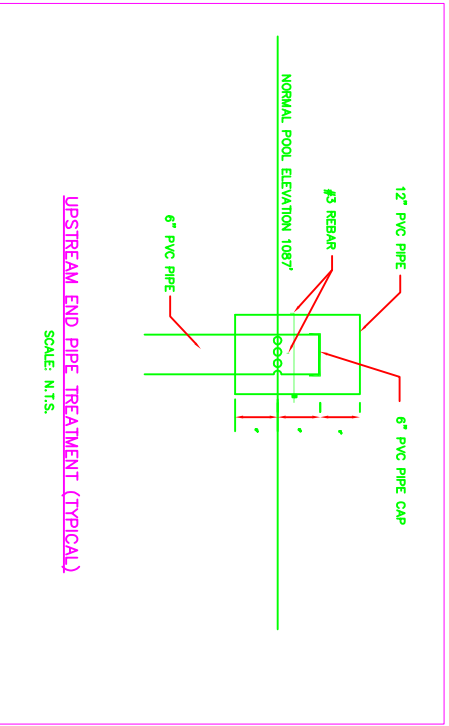 12" PVC PIPE
6" PVC PIPE CAP
#3 REBAR
NORMAL POOL ELEVATION 1087'
6" PVC PIPE
UPSTREAM END PIPE TREATMENT (TYPICAL)
SCALE: N.T.S.